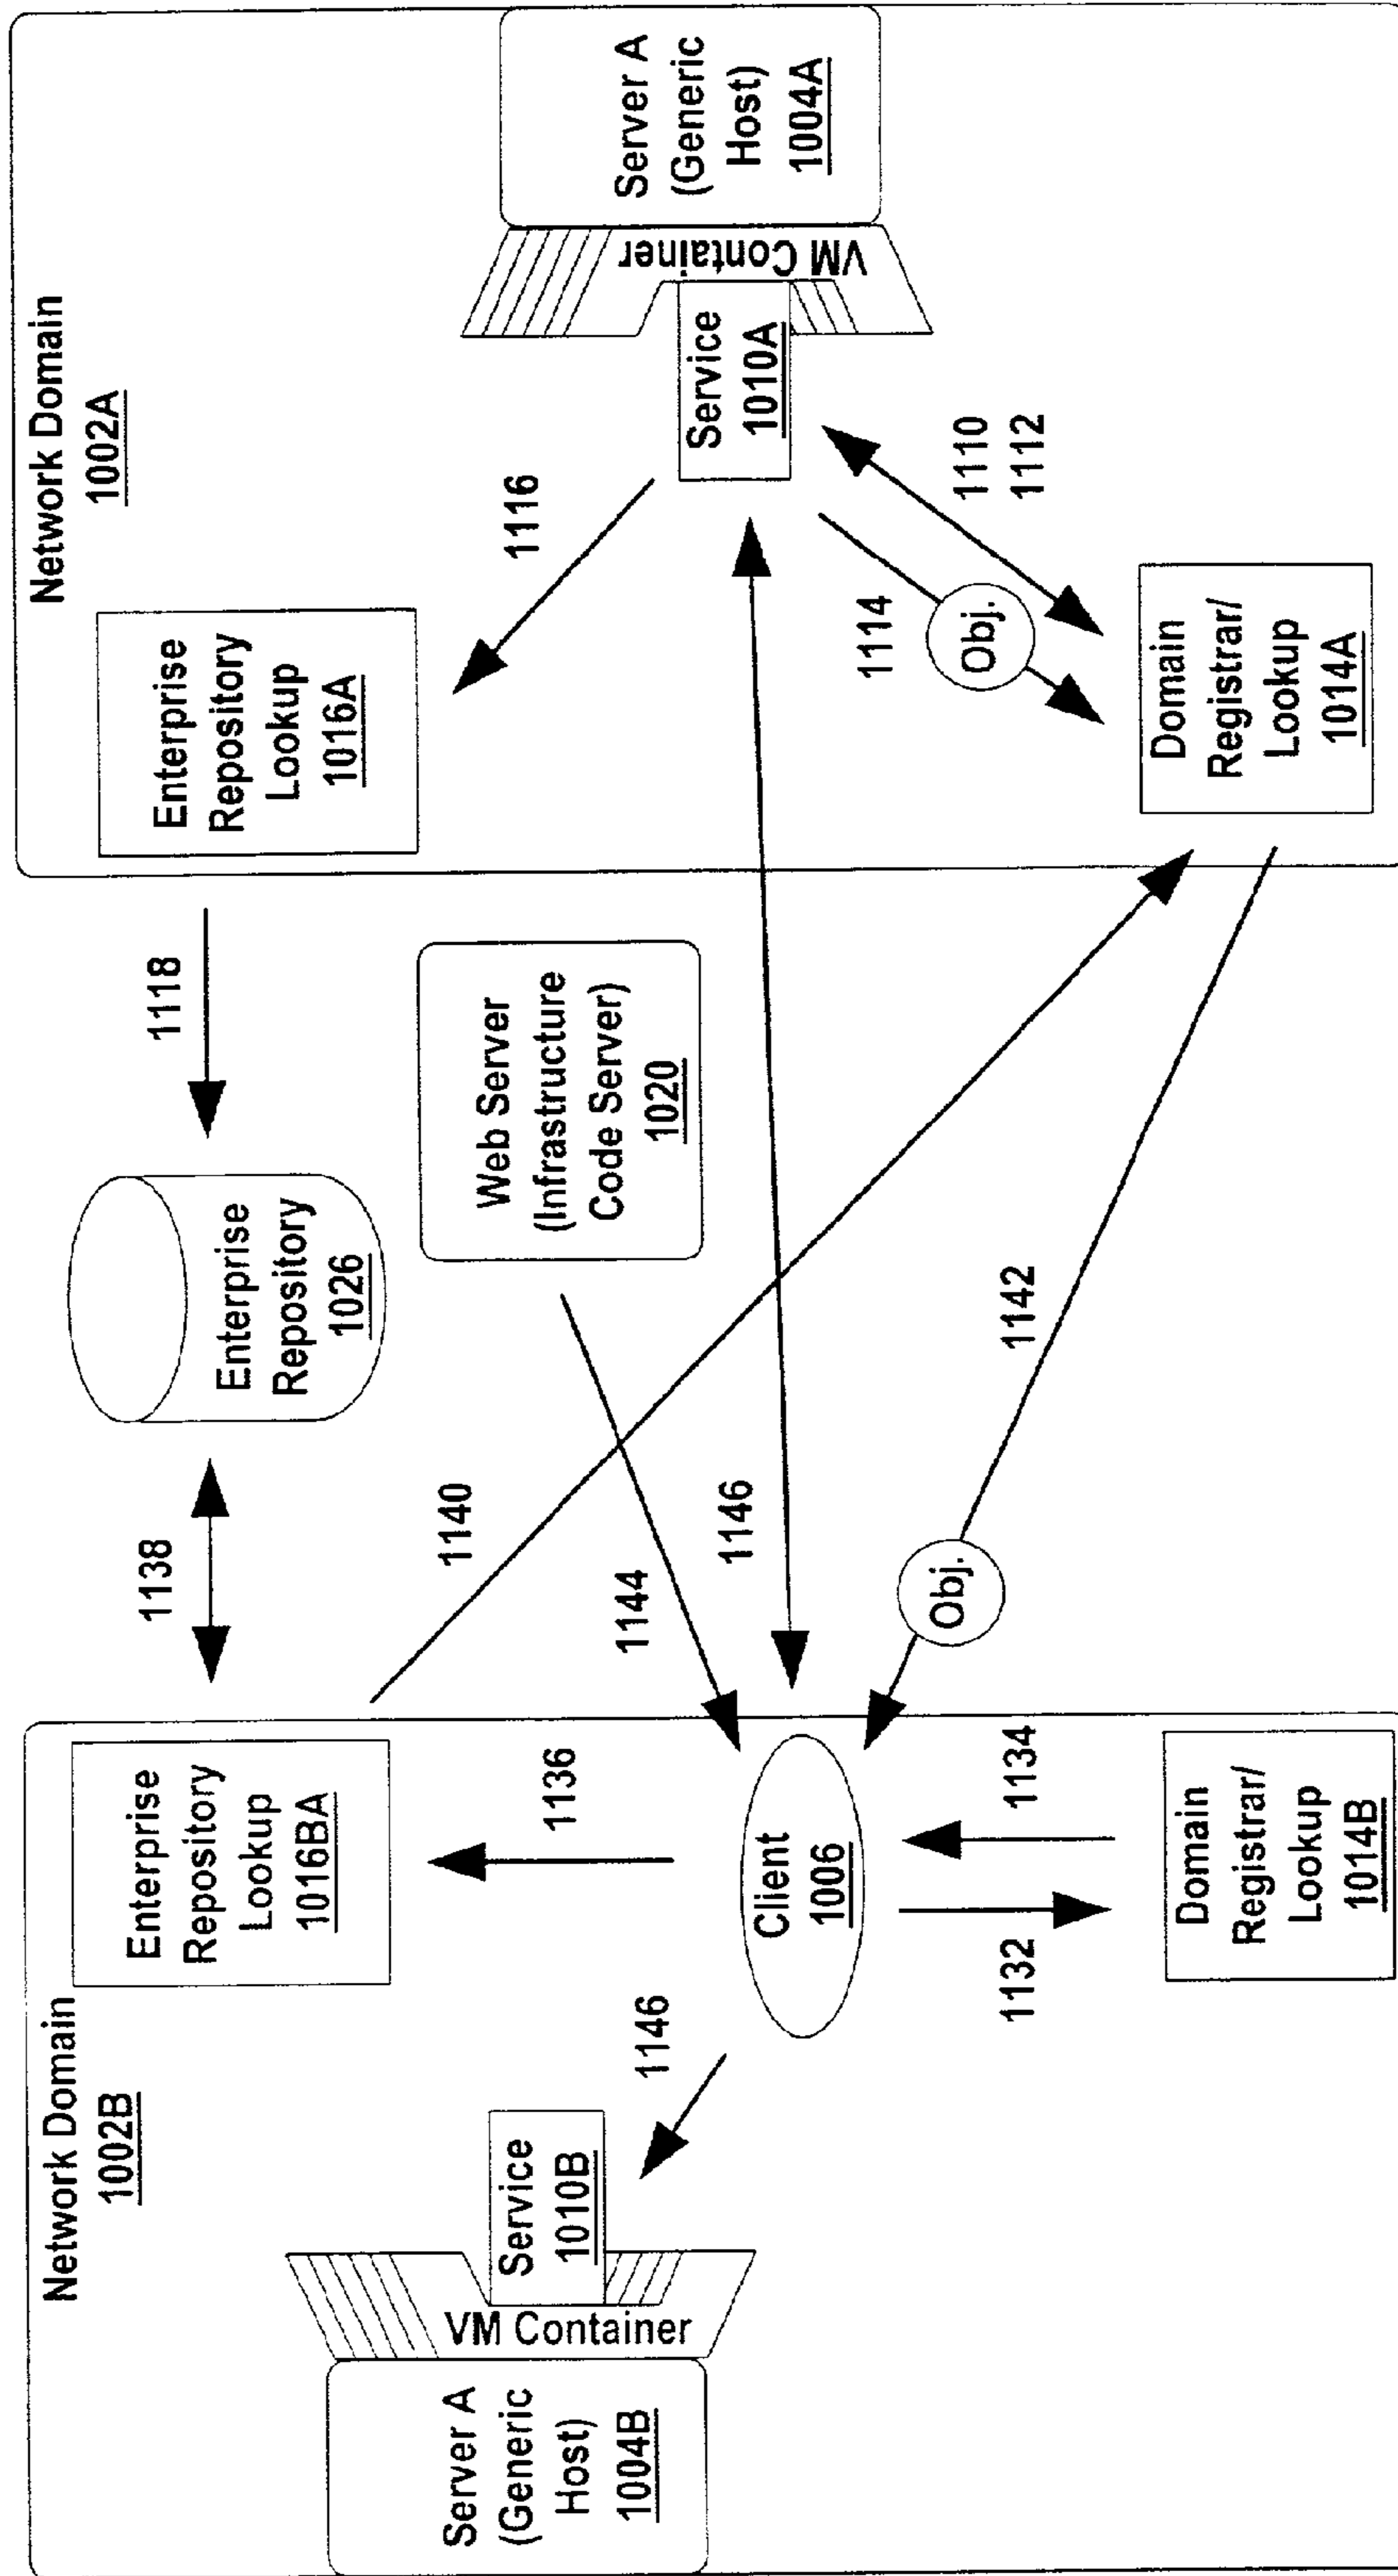 Network Domain
1002B
Server A
(Generic
Host)
1004B
VM Container
Service
1010B
1146
Enterprise
Repository
Lookup
1016BA
1136
Client
1006
1132
1134
Domain
Registrar/
Lookup
1014B
1138
Enterprise
Repository
1026
1118
1140
1144
1146
Web Server
(Infrastructure
Code Server)
1020
Obj.
1142
Network Domain
1002A
Enterprise
Repository
Lookup
1016A
1116
Service
1010A
VM Container
Server A
(Generic
Host)
1004A
1114
Obj.
1110
1112
Domain
Registrar/
Lookup
1014A